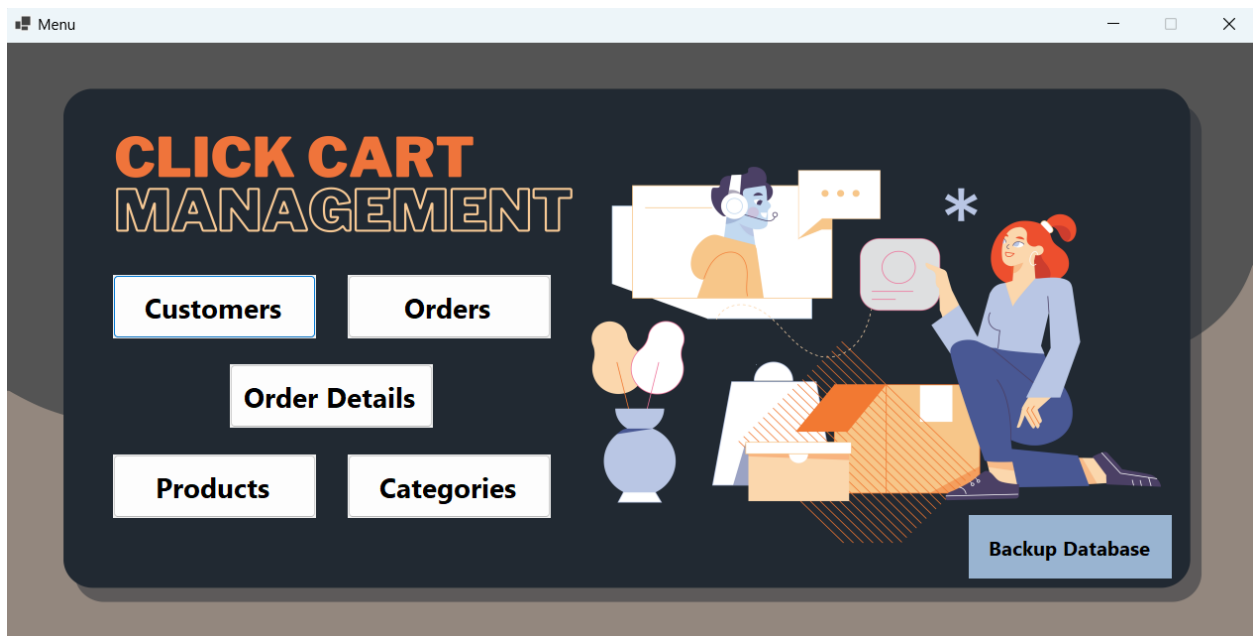 Menu
CLICK CART
MANAGEMENT
Customers
Orders
Order Details
Products
Categories
Backup Database